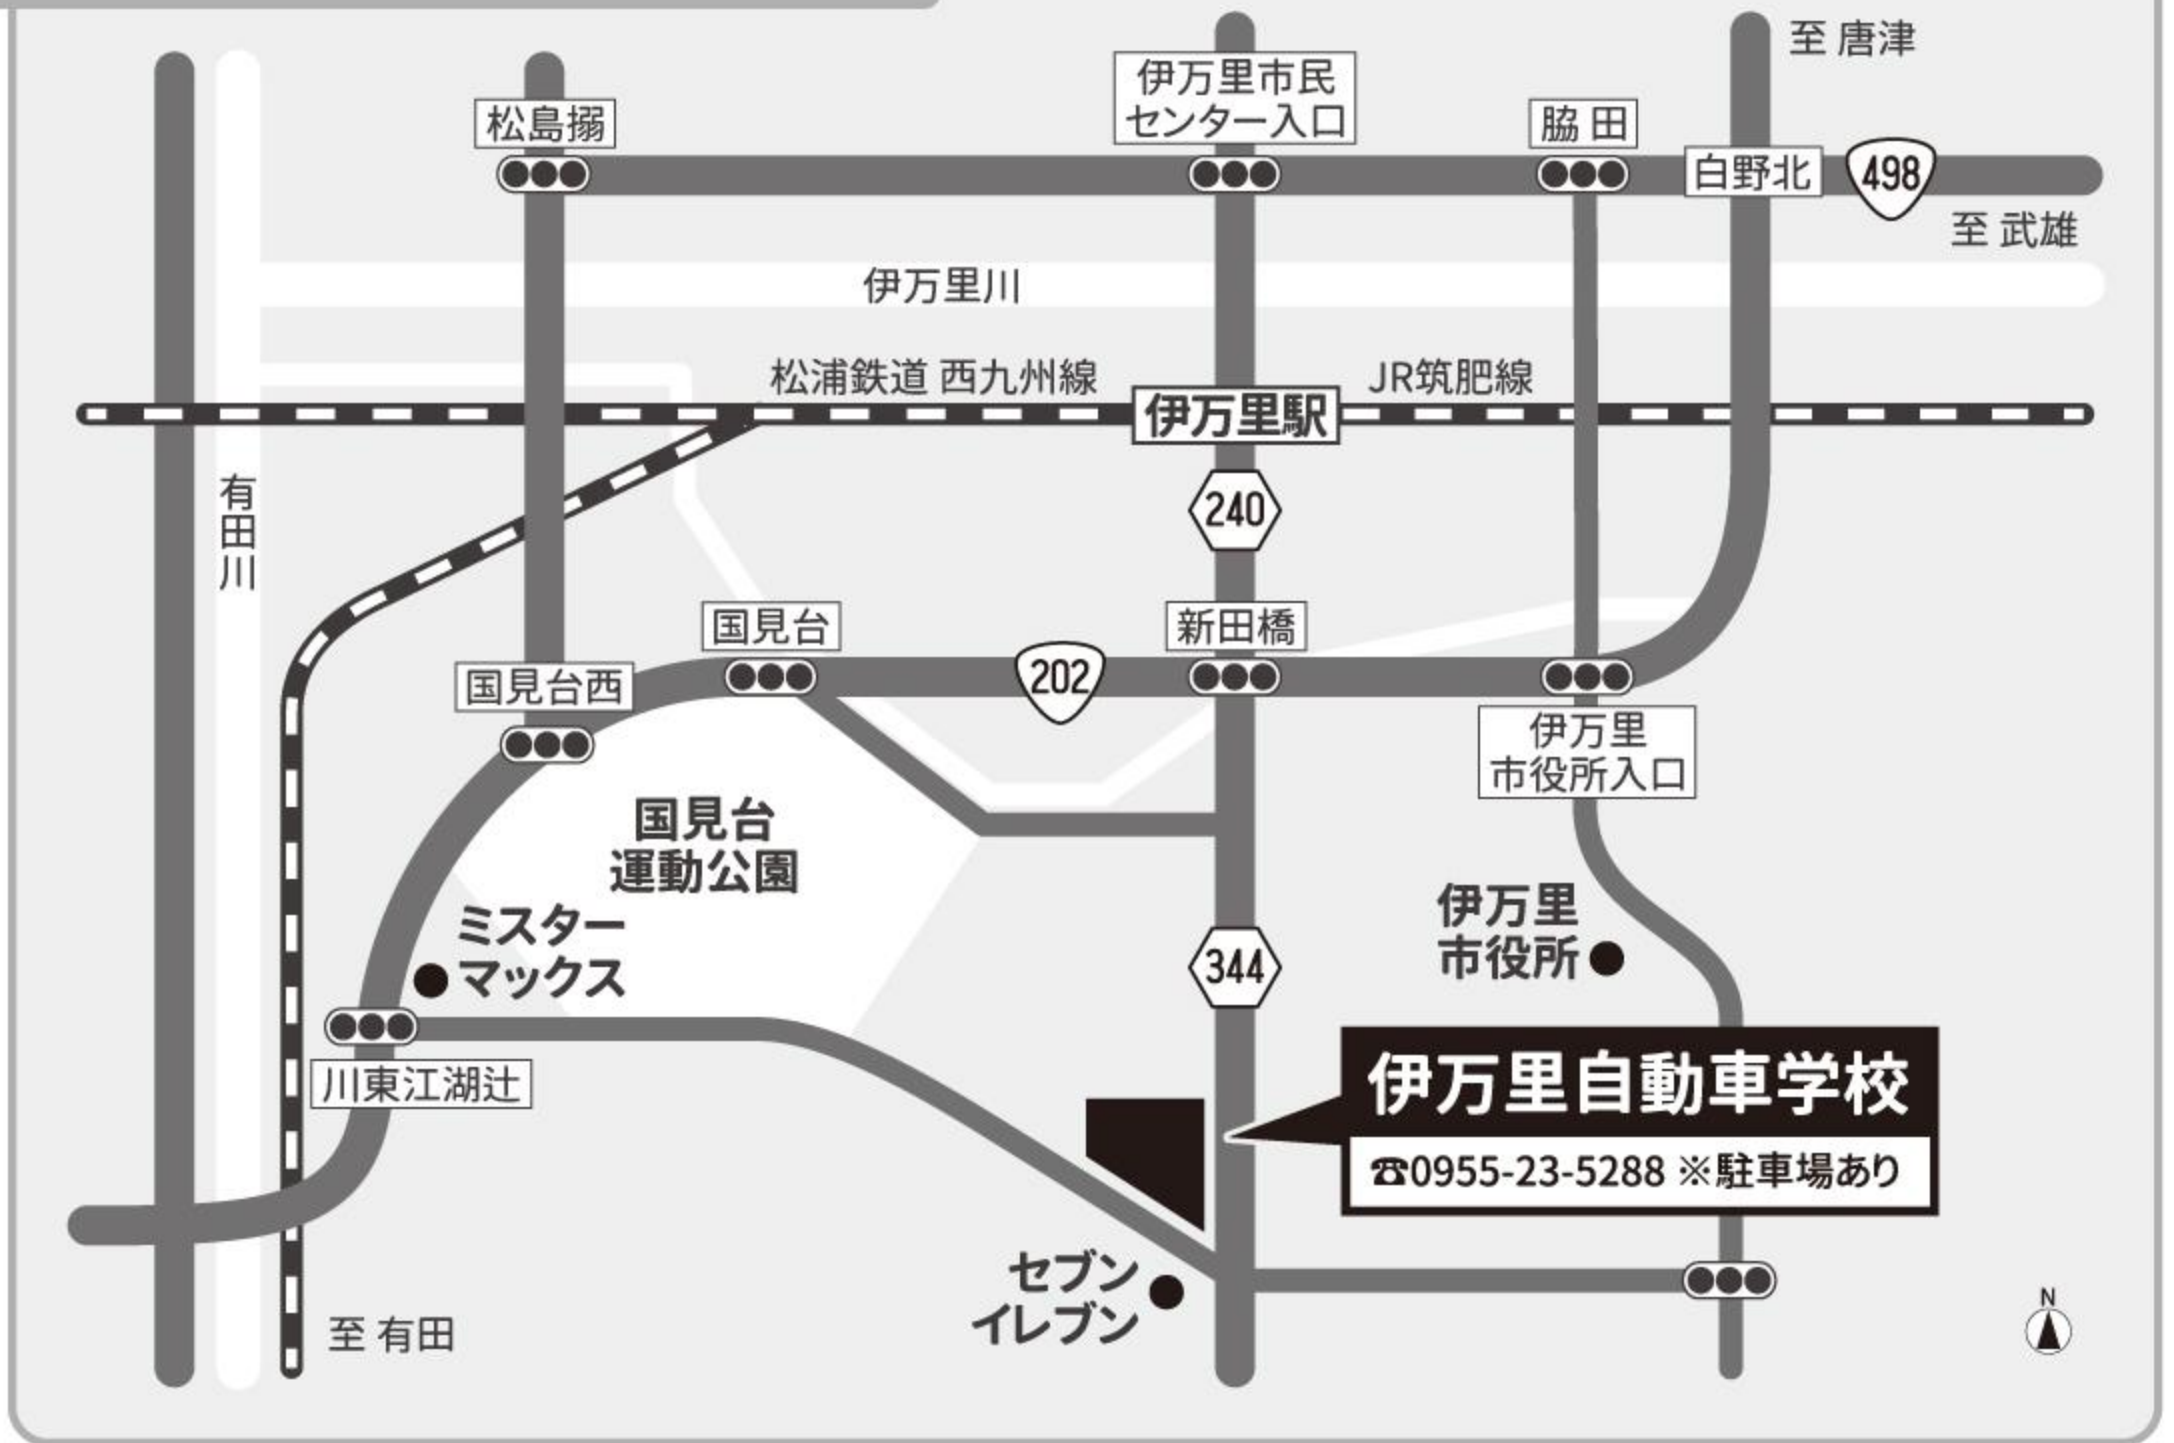 至 唐津
伊万里市民
センター入口
松島搦
脇田
白野北
498
至 武雄
伊万里川
松浦鉄道 西九州線
JR筑肥線
伊万里駅
有田川
240
国見台
新田橋
国見台西
202
伊万里
市役所入口
国見台
運動公園
ミスター
マックス
伊万里
市役所
344
川東江湖辻
伊万里自動車学校
☎0955-23-5288 ※駐車場あり
セブン
イレブン
至 有田
N